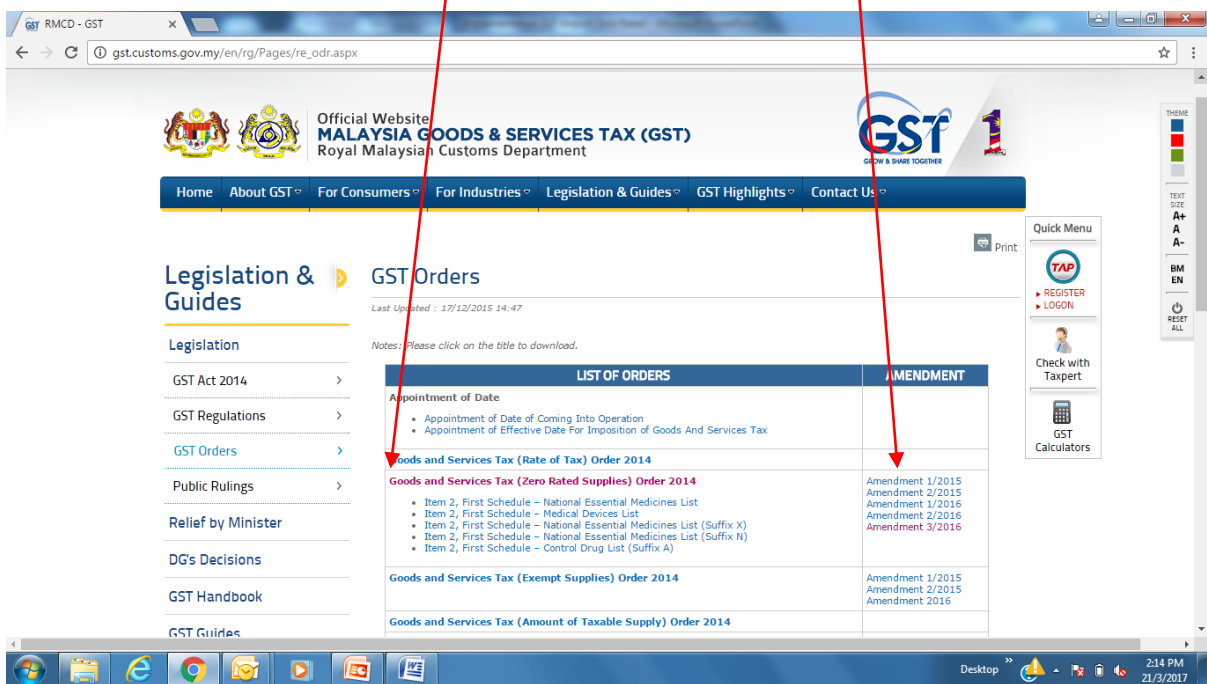 RMCD - GST
gst.customs.gov.my/en/rg/Pages/re_odr.aspx
Official Website
MALAYSIA GOODS & SERVICES TAX (GST)
Royal Malaysian Customs Department
GST
GROW & SHARE TOGETHER
1
THEME
Home About GST For Consumers For Industries Legislation & Guides GST Highlights Contact Us
TEXT
SIZE
A+
A
A-
BM
EN
RESET
ALL
Print
Quick Menu
TAP
REGISTER
LOGON
Check with
Taxpert
GST
Calculators
Legislation &
Guides
Legislation
GST Act 2014
GST Regulations
GST Orders
Public Rulings
Relief by Minister
DG's Decisions
GST Handbook
GST Guides
GST Orders
Last Updated : 17/12/2015 14:47
Notes: Please click on the title to download.
LIST OF ORDERS AMENDMENT
Appointment of Date
• Appointment of Date of Coming Into Operation
• Appointment of Effective Date For Imposition of Goods And Services Tax
Goods and Services Tax (Rate of Tax) Order 2014
Goods and Services Tax (Zero Rated Supplies) Order 2014
• Item 2, First Schedule – National Essential Medicines List
• Item 2, First Schedule – Medical Devices List
• Item 2, First Schedule – National Essential Medicines List (Suffix X)
• Item 2, First Schedule – National Essential Medicines List (Suffix N)
• Item 2, First Schedule – Control Drug List (Suffix A)
Amendment 1/2015
Amendment 2/2015
Amendment 1/2016
Amendment 2/2016
Amendment 3/2016
Goods and Services Tax (Exempt Supplies) Order 2014
Amendment 1/2015
Amendment 2/2015
Amendment 2016
Goods and Services Tax (Amount of Taxable Supply) Order 2014
Desktop
2:14 PM
21/3/2017